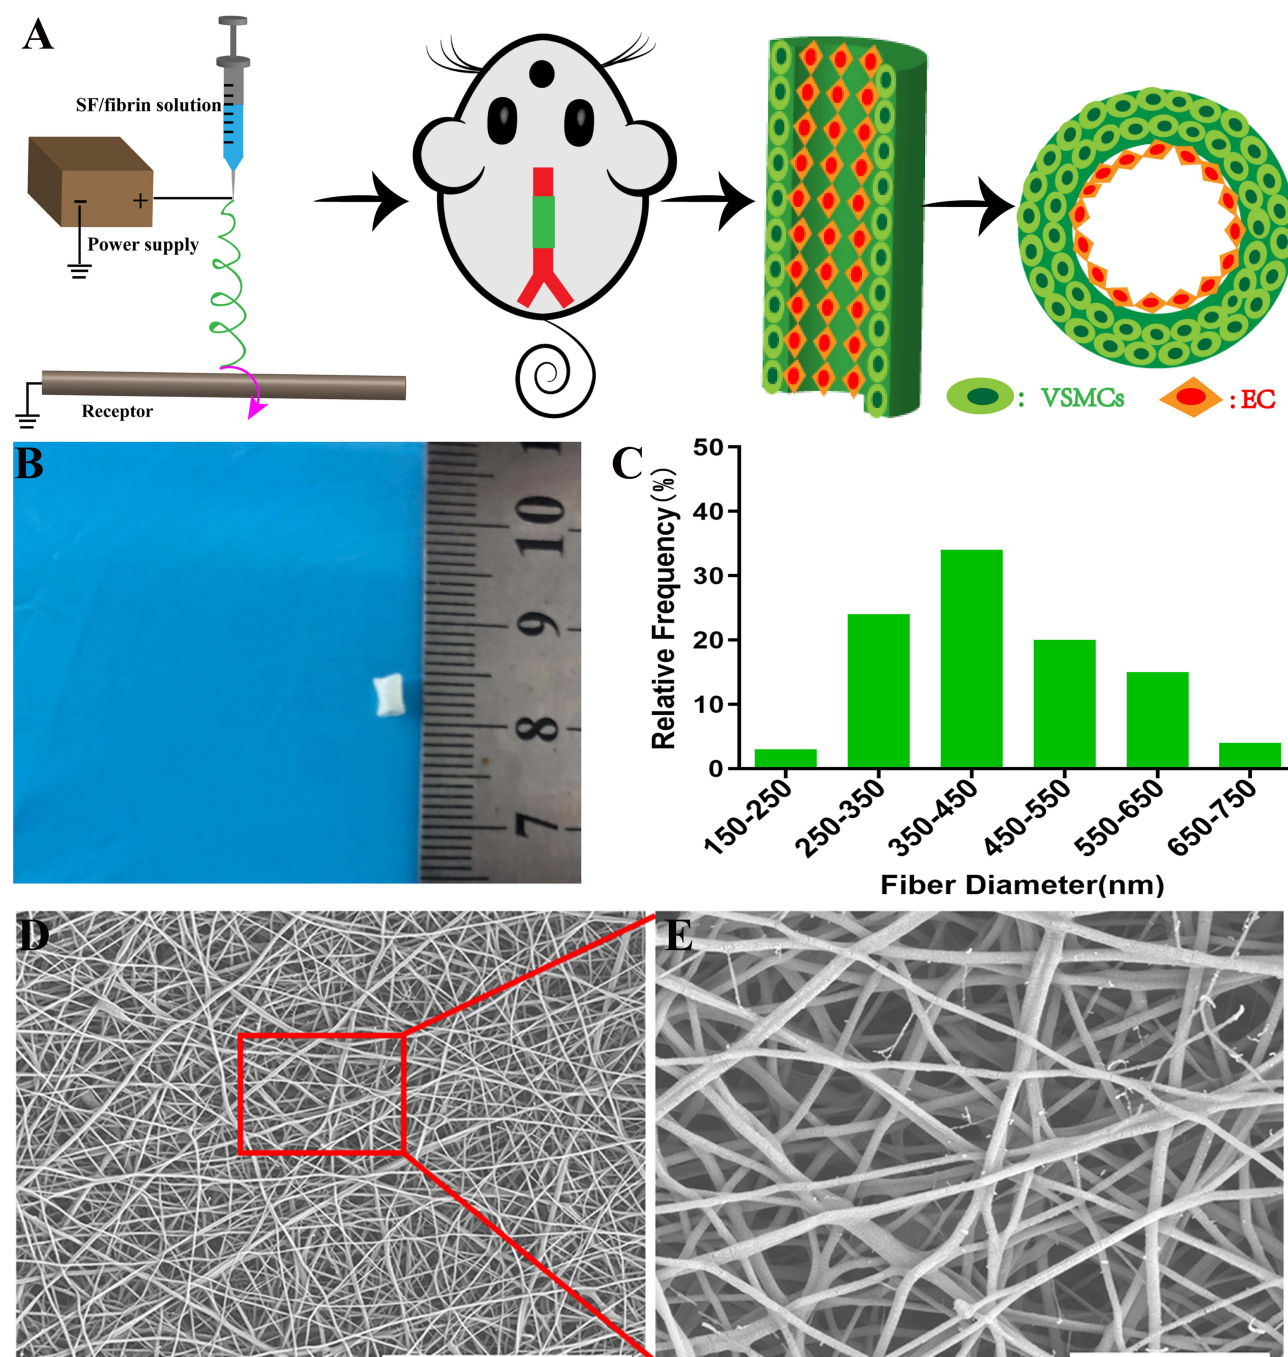 A
SF/fibrin solution
+
-
Power supply
Receptor
: VSMCs
: EC
B
10
9
8
7
C
50
40
30
20
10
0
Relative Frequency(%)
150-250
250-350
350-450
450-550
550-650
650-750
Fiber Diameter(nm)
D
E